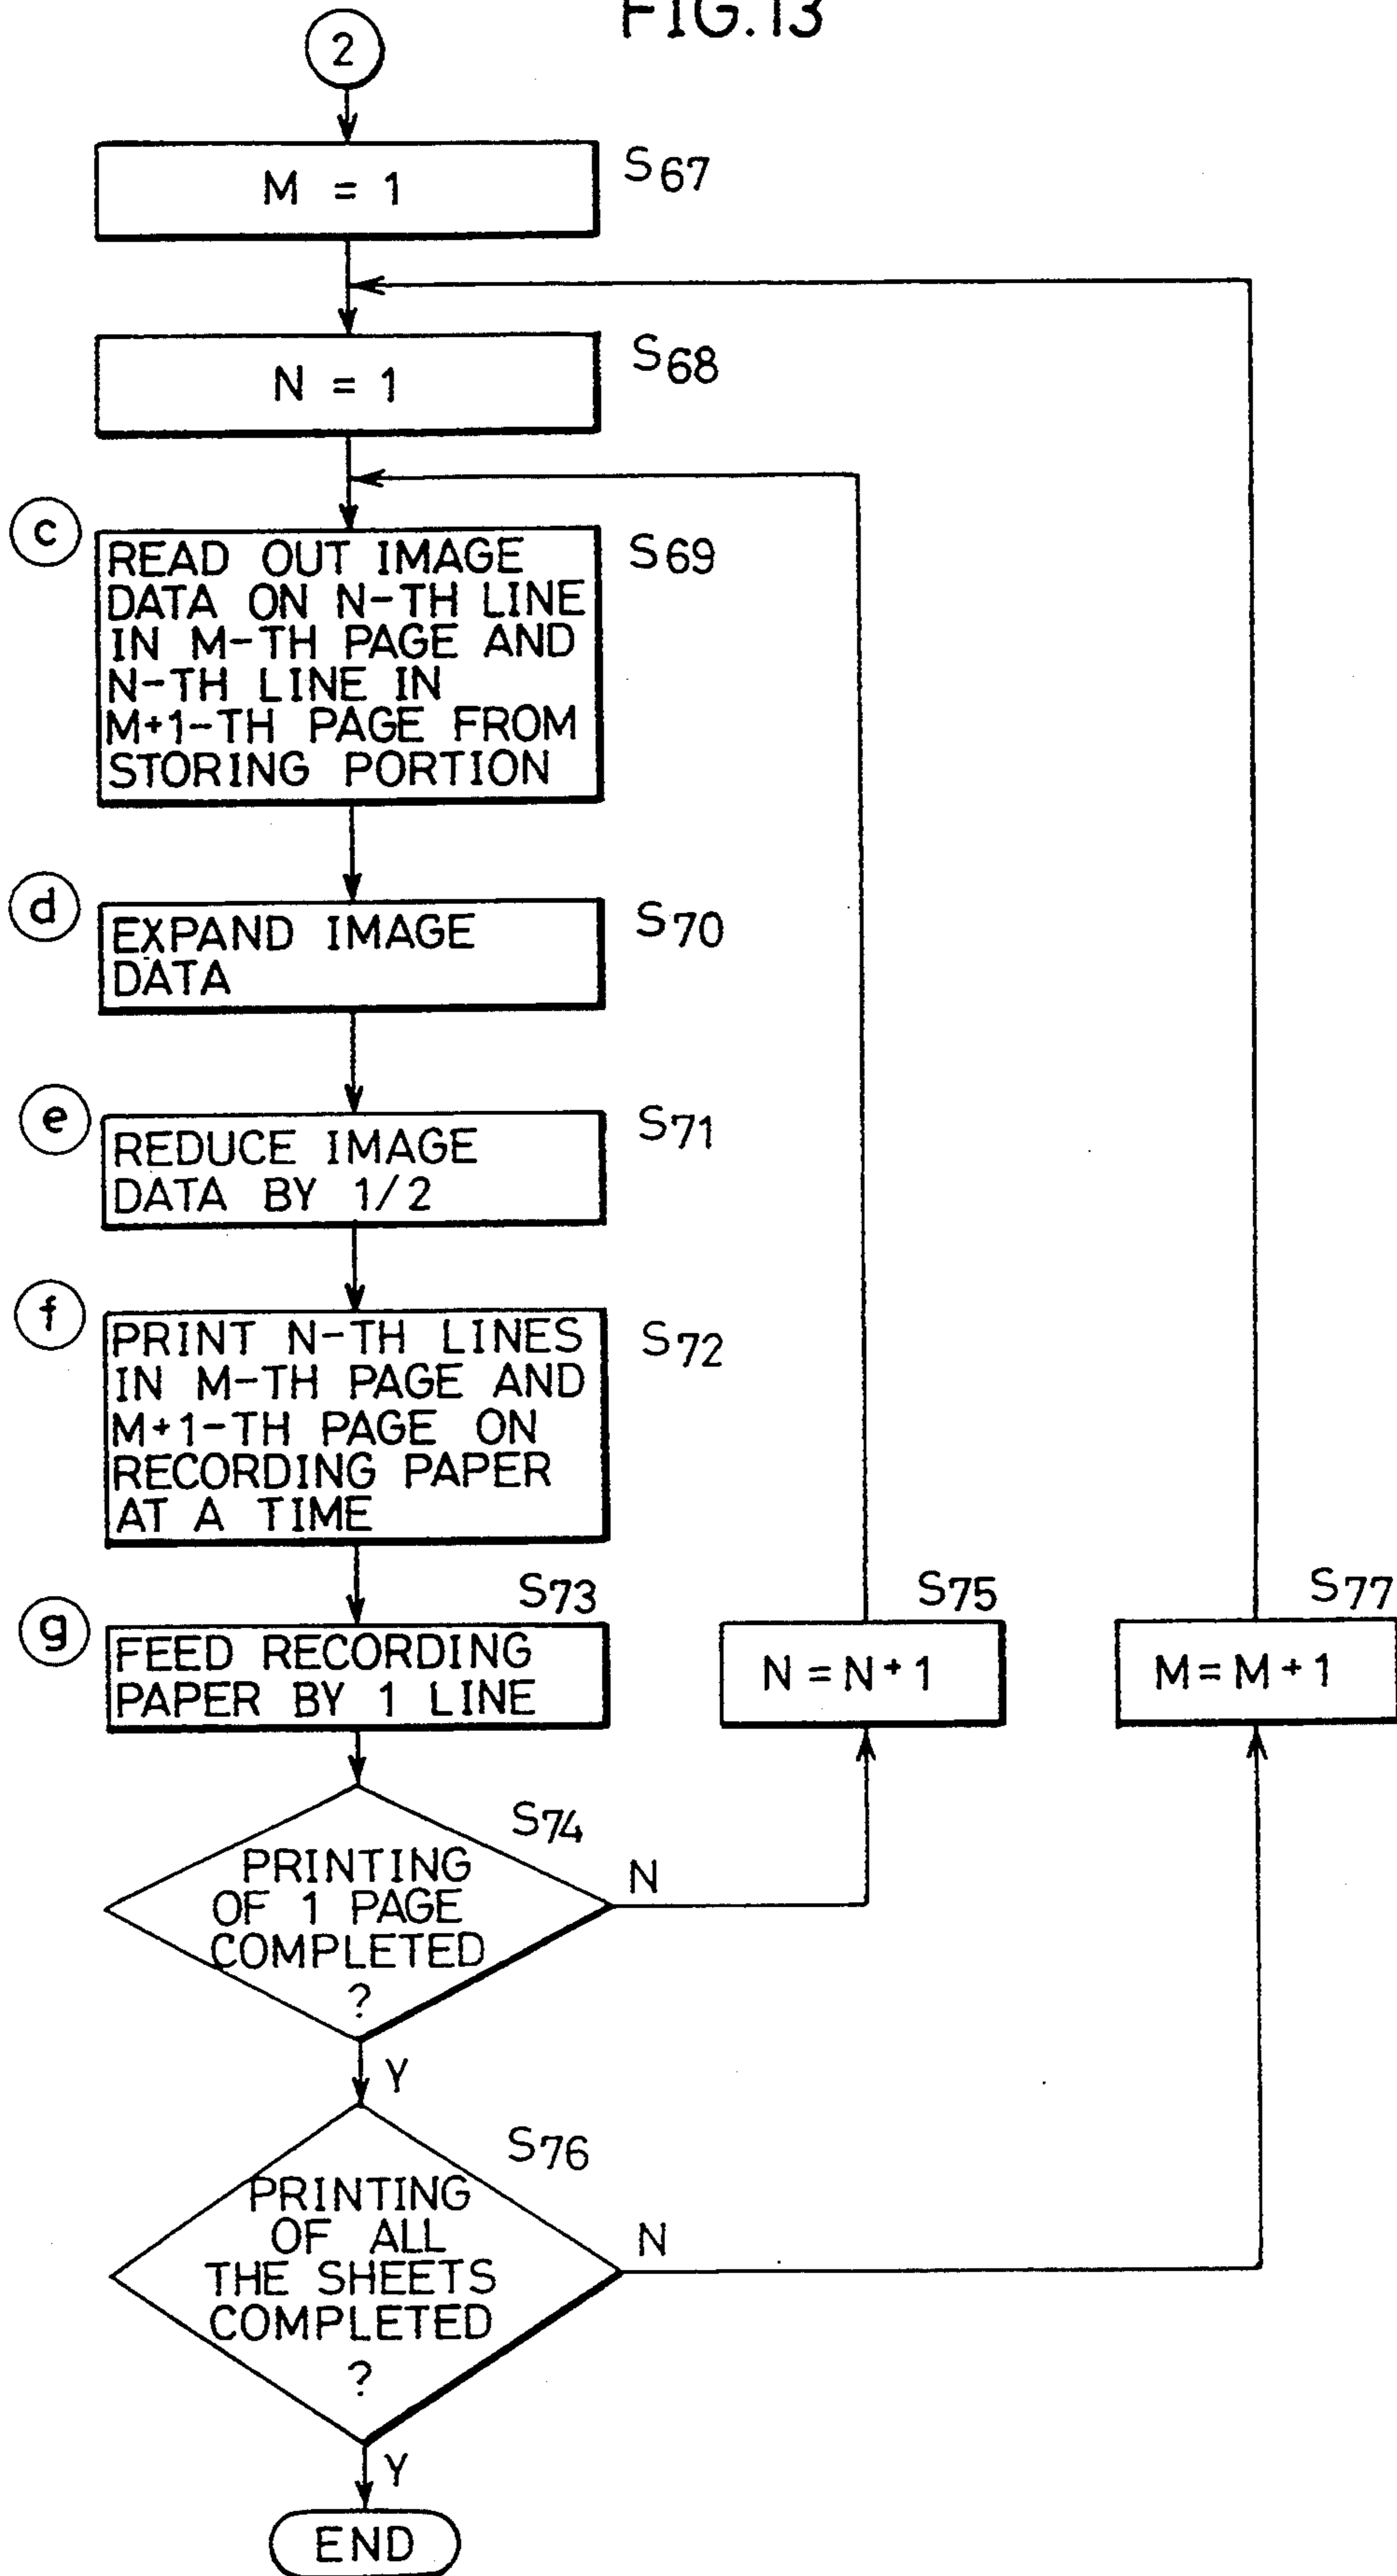 FIG.13
2
M = 1
S67
N = 1
S68
c
READ OUT IMAGE
DATA ON N-TH LINE
IN M-TH PAGE AND
N-TH LINE IN
M+1-TH PAGE FROM
STORING PORTION
S69
d
EXPAND IMAGE
DATA
S70
e
REDUCE IMAGE
DATA BY 1/2
S71
f
PRINT N-TH LINES
IN M-TH PAGE AND
M+1-TH PAGE ON
RECORDING PAPER
AT A TIME
S72
g
FEED RECORDING
PAPER BY 1 LINE
S73
N=N+1
S75
M=M+1
S77
PRINTING
OF 1 PAGE
COMPLETED
?
S74
N
Y
PRINTING
OF ALL
THE SHEETS
COMPLETED
?
S76
N
Y
END